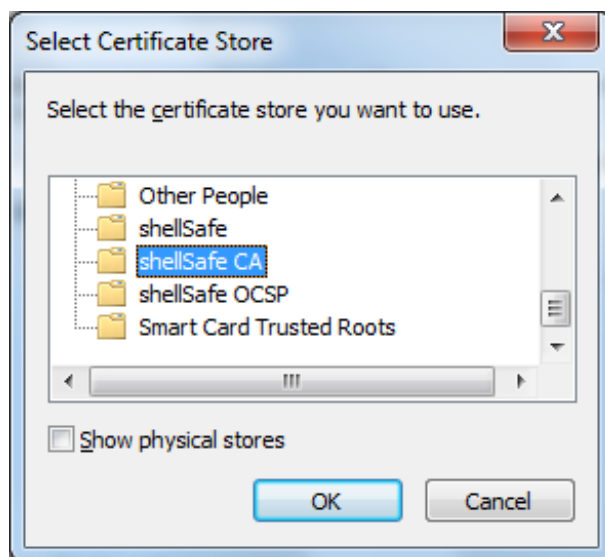 Select Certificate Store
Select the certificate store you want to use.
Other People
shellSafe
shellSafe CA
shellSafe OCSP
Smart Card Trusted Roots
Show physical stores
OK Cancel